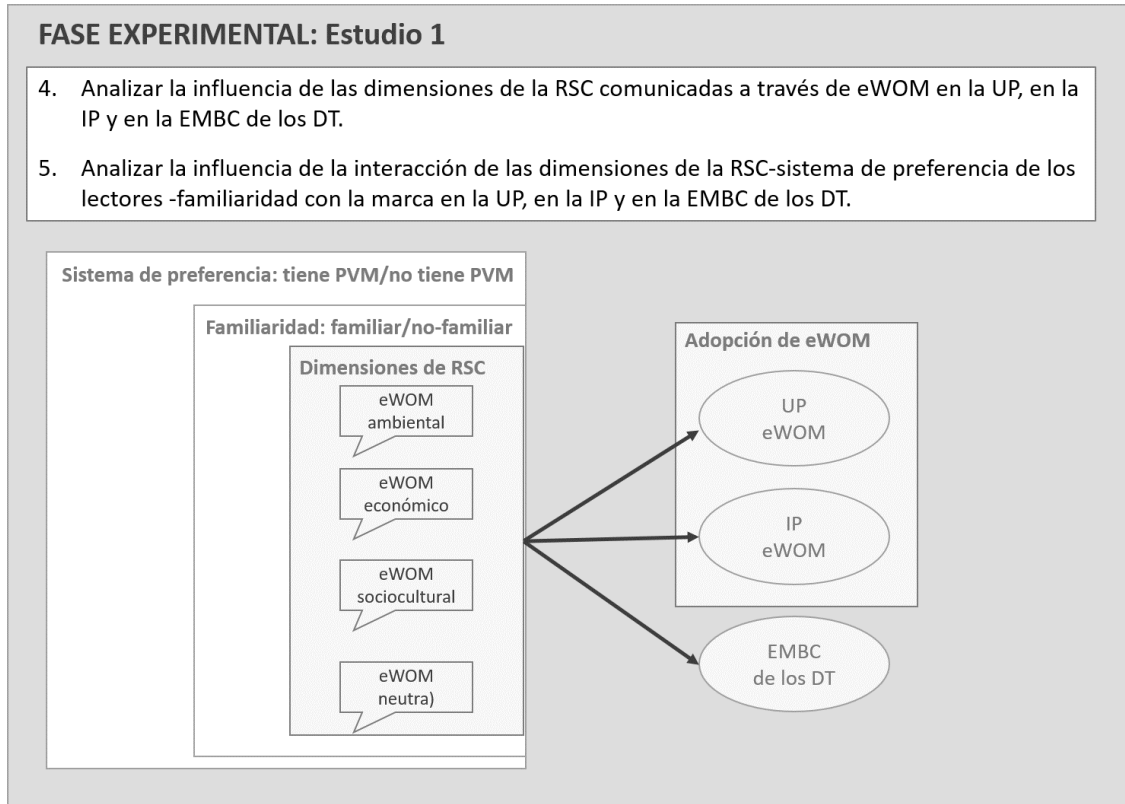 FASE EXPERIMENTAL: Estudio 1
4. Analizar la influencia de las dimensiones de la RSC comunicadas a través de eWOM en la UP, en la
IP y en la EMBC de los DT.
5. Analizar la influencia de la interacción de las dimensiones de la RSC-sistema de preferencia de los
lectores -familiaridad con la marca en la UP, en la IP y en la EMBC de los DT.
Sistema de preferencia: tiene PVM/no tiene PVM
Familiaridad: familiar/no-familiar
Dimensiones de RSC
eWOM
ambiental
eWOM
económico
eWOM
sociocultural
eWOM
neutra)
Adopción de eWOM
UP
eWOM
IP
eWOM
EMBC
de los DT